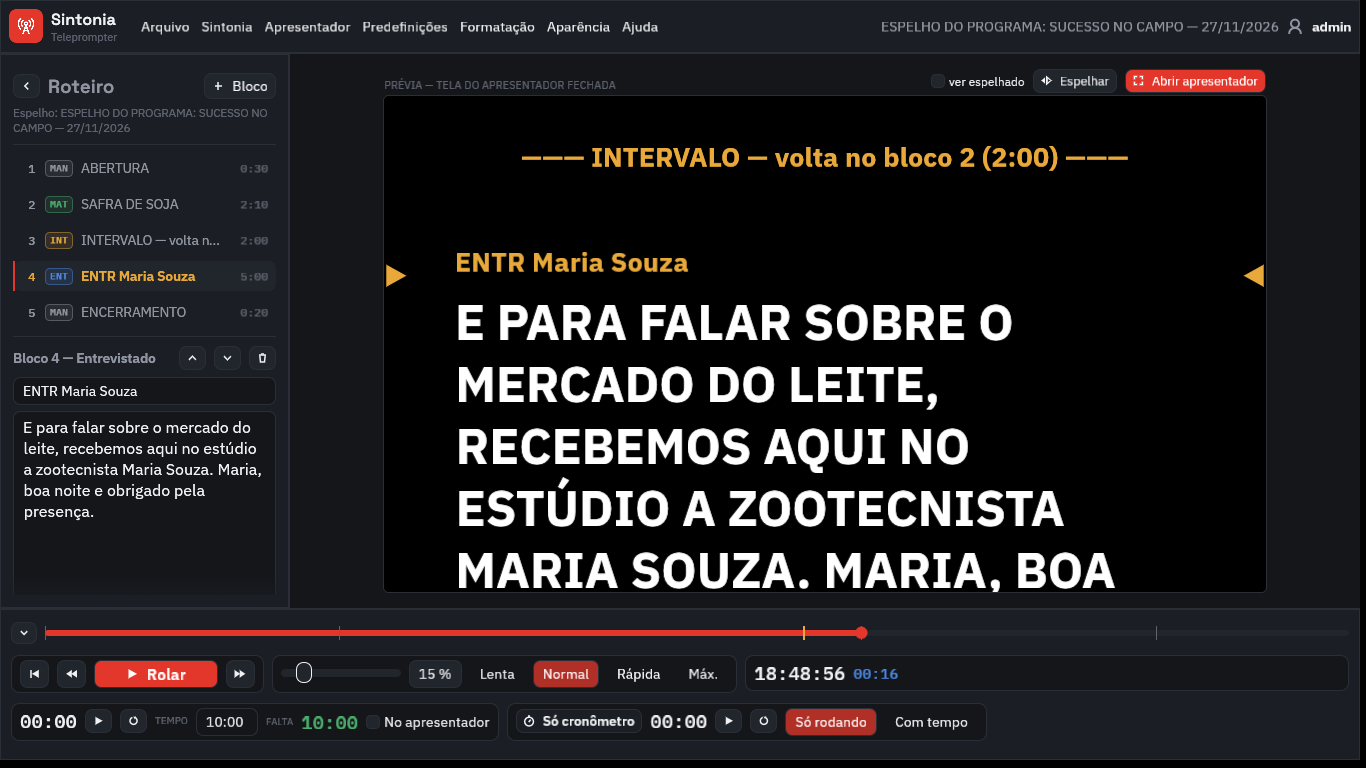 Sintonia
Teleprompter
Arquivo Sintonia Apresentador Predefinições Formatação Aparência Ajuda
ESPELHO DO PROGRAMA: SUCESSO NO CAMPO — 27/11/2026 admin
Roteiro
+ Bloco
Espelho: ESPELHO DO PROGRAMA: SUCESSO NO
CAMPO — 27/11/2026
1 MAN ABERTURA 0:30
2 MAT SAFRA DE SOJA 2:10
3 INT INTERVALO — volta n... 2:00
4 ENT ENTR Maria Souza 5:00
5 MAN ENCERRAMENTO 0:20
Bloco 4 — Entrevistado
ENTR Maria Souza
E para falar sobre o mercado do
leite, recebemos aqui no estúdio
a zootecnista Maria Souza. Maria,
boa noite e obrigado pela
presença.
PRÉVIA — TELA DO APRESENTADOR FECHADA
ver espelhado Espelhar Abrir apresentador
——— INTERVALO — volta no bloco 2 (2:00) ———
ENTR Maria Souza
E PARA FALAR SOBRE O
MERCADO DO LEITE,
RECEBEMOS AQUI NO
ESTÚDIO A ZOOTECNISTA
MARIA SOUZA. MARIA, BOA
Rolar
15 % Lenta Normal Rápida Máx.
18:48:56 00:16
00:00 TEMPO 10:00 FALTA 10:00 No apresentador
Só cronômetro 00:00 Só rodando Com tempo